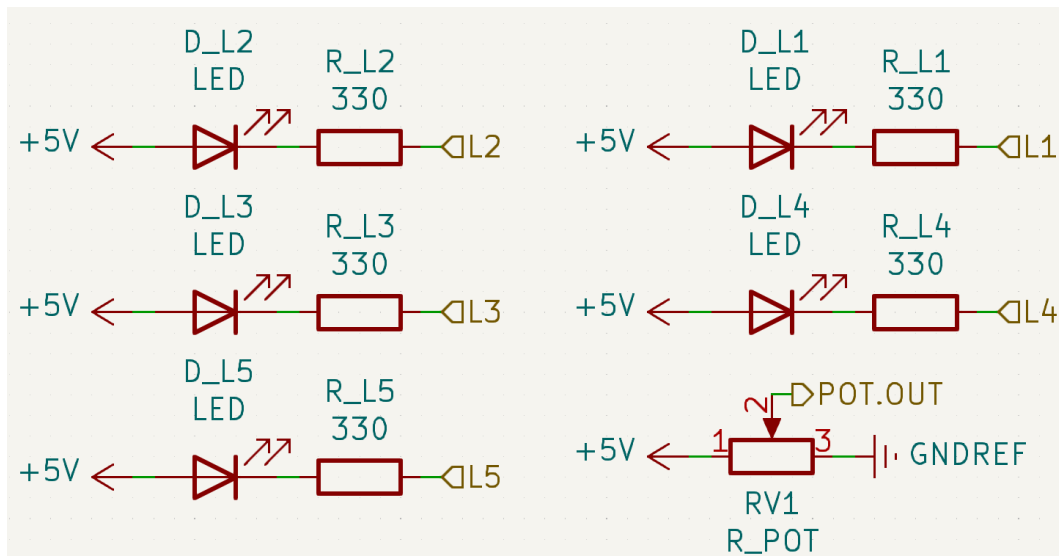 D_L2
LED
R_L2
330
+5V
L2
D_L1
LED
R_L1
330
+5V
L1
D_L3
LED
R_L3
330
+5V
L3
D_L4
LED
R_L4
330
+5V
L4
D_L5
LED
R_L5
330
+5V
L5
2
POT.OUT
+5V
1
3
GNDREF
RV1
R_POT